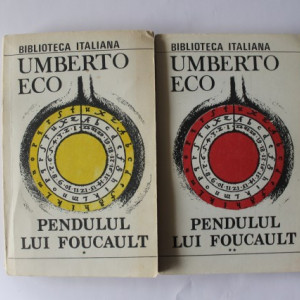 BIBLIOTECA ITALIANA
UMBERTO
ECO
PENDULUL
LUI FOUCAULT
*
BIBLIOTECA ITALIANA
UMBERTO
ECO
PENDULUL
LUI FOUCAULT
**